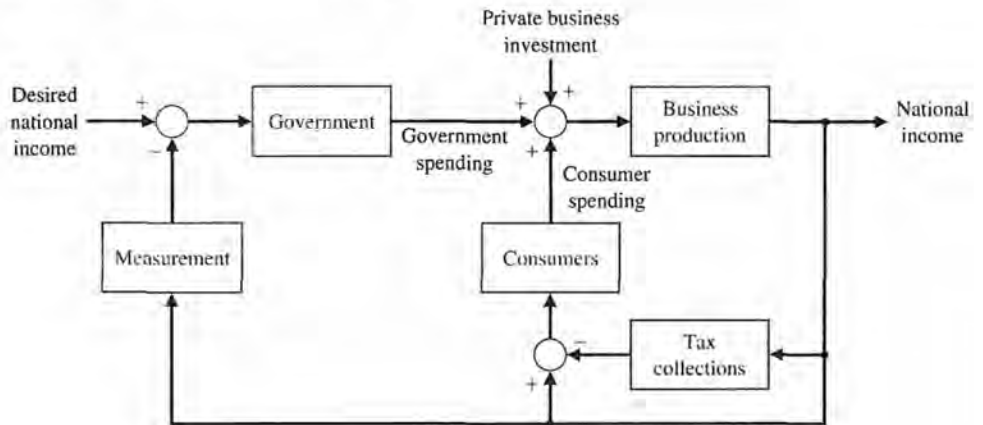 Private business
investment
Desired
national
income
+
−
Government
Government
spending
+
+
+
Business
production
National
income
Consumer
spending
Measurement
Consumers
−
+
Tax
collections